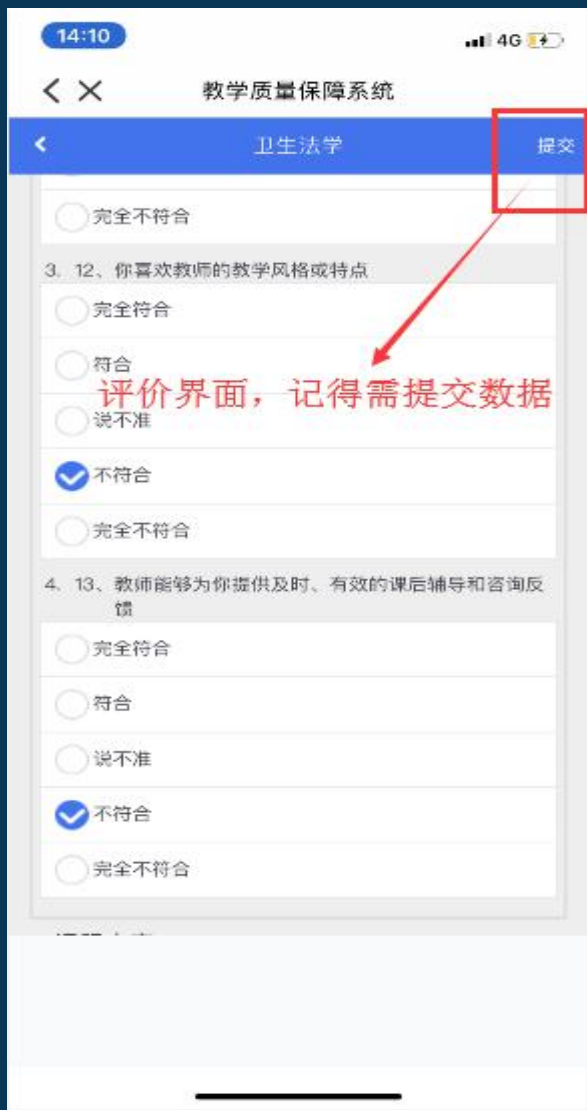 14:10
4G
教学质量保障系统
卫生法学
提交
完全不符合
3. 12、你喜欢教师的教学风格或特点
完全符合
符合
评价界面，记得需提交数据
说不准
不符合
完全不符合
4. 13、教师能够为你提供及时、有效的课后辅导和咨询反
馈
完全符合
符合
说不准
不符合
完全不符合